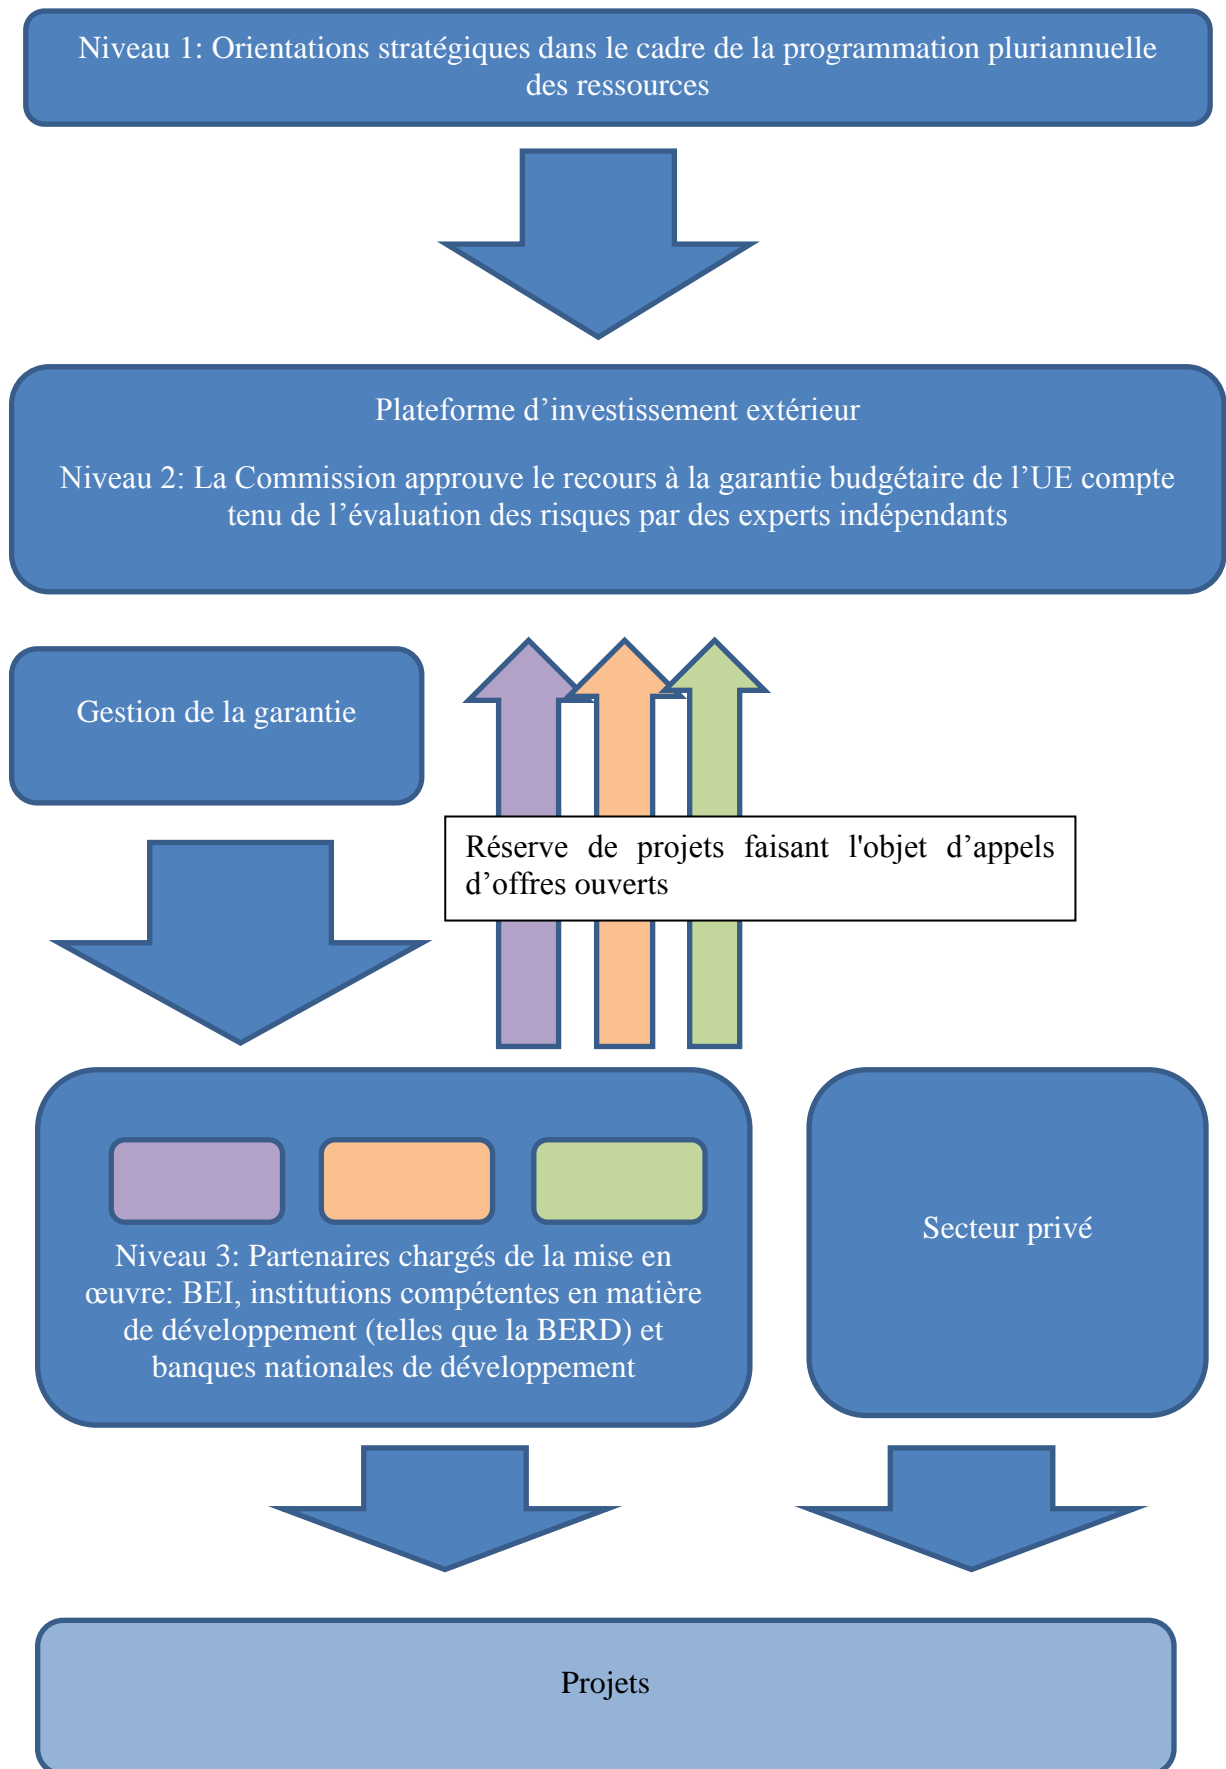 Niveau 1: Orientations stratégiques dans le cadre de la programmation pluriannuelle
des ressources
Plateforme d’investissement extérieur
Niveau 2: La Commission approuve le recours à la garantie budgétaire de l’UE compte
tenu de l’évaluation des risques par des experts indépendants
Gestion de la garantie
Réserve de projets faisant l'objet d’appels
d’offres ouverts
Niveau 3: Partenaires chargés de la mise en
œuvre: BEI, institutions compétentes en matière
de développement (telles que la BERD) et
banques nationales de développement
Secteur privé
Projets